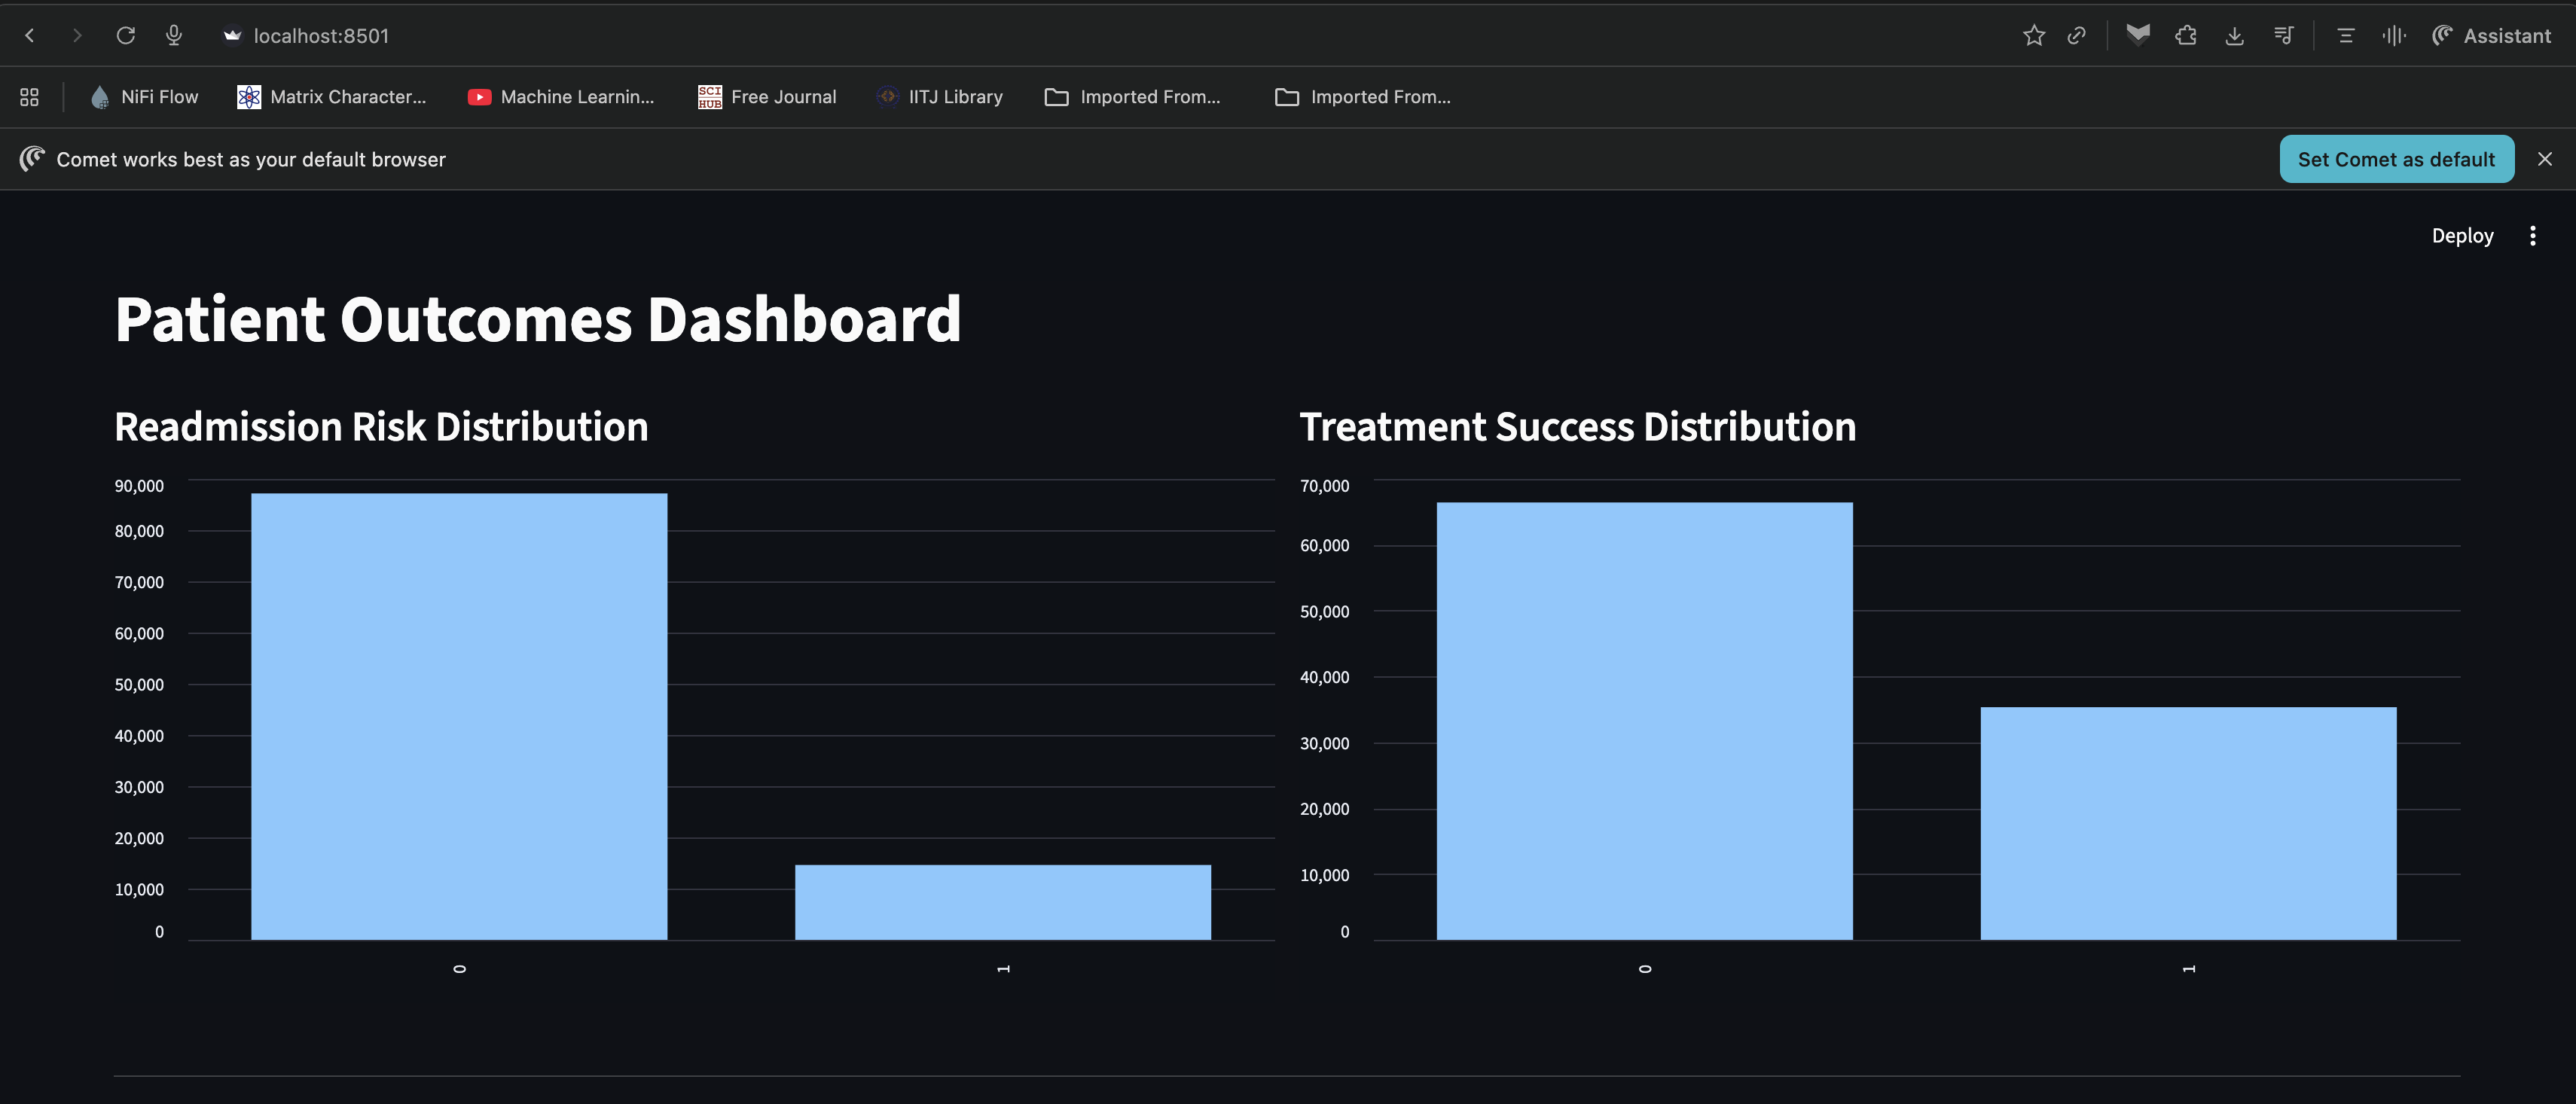 localhost:8501
Assistant
NiFi Flow
Matrix Character...
Machine Learnin...
SCI
HUB
Free Journal
IITJ Library
Imported From...
Imported From...
Comet works best as your default browser
Set Comet as default
Deploy
Patient Outcomes Dashboard
Readmission Risk Distribution
90,000
80,000
70,000
60,000
50,000
40,000
30,000
20,000
10,000
0
0
1
Treatment Success Distribution
70,000
60,000
50,000
40,000
30,000
20,000
10,000
0
0
1